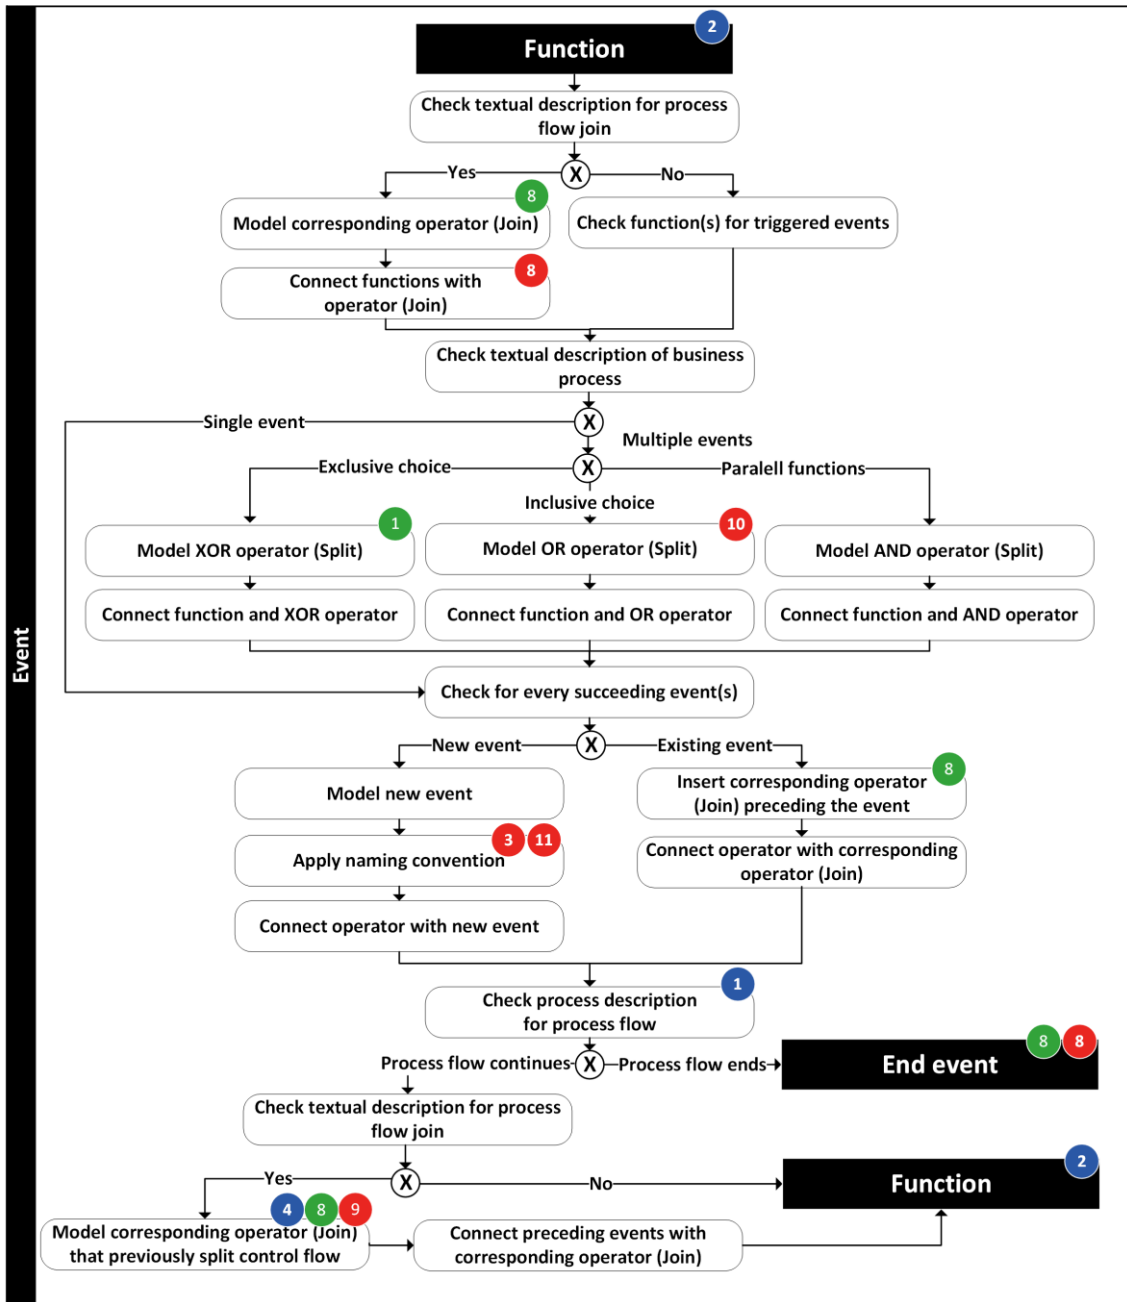 2
Function
Check textual description for process
flow join
Yes
X
No
8
Model corresponding operator (Join)
Check function(s) for triggered events
8
Connect functions with
operator (Join)
Check textual description of business
process
Single event
X
Multiple events
Exclusive choice
X
Paralell functions
Inclusive choice
1
Model XOR operator (Split)
10
Model OR operator (Split)
Model AND operator (Split)
Connect function and XOR operator
Connect function and OR operator
Connect function and AND operator
Event
Check for every succeeding event(s)
New event
X
Existing event
Model new event
8
Insert corresponding operator
(Join) preceding the event
3 11
Apply naming convention
Connect operator with corresponding
operator (Join)
Connect operator with new event
1
Check process description
for process flow
Process flow continues
X
Process flow ends
8 8
End event
Check textual description for process
flow join
Yes
X
No
2
Function
4 8 9
Model corresponding operator (Join)
that previously split control flow
Connect preceding events with
corresponding operator (Join)